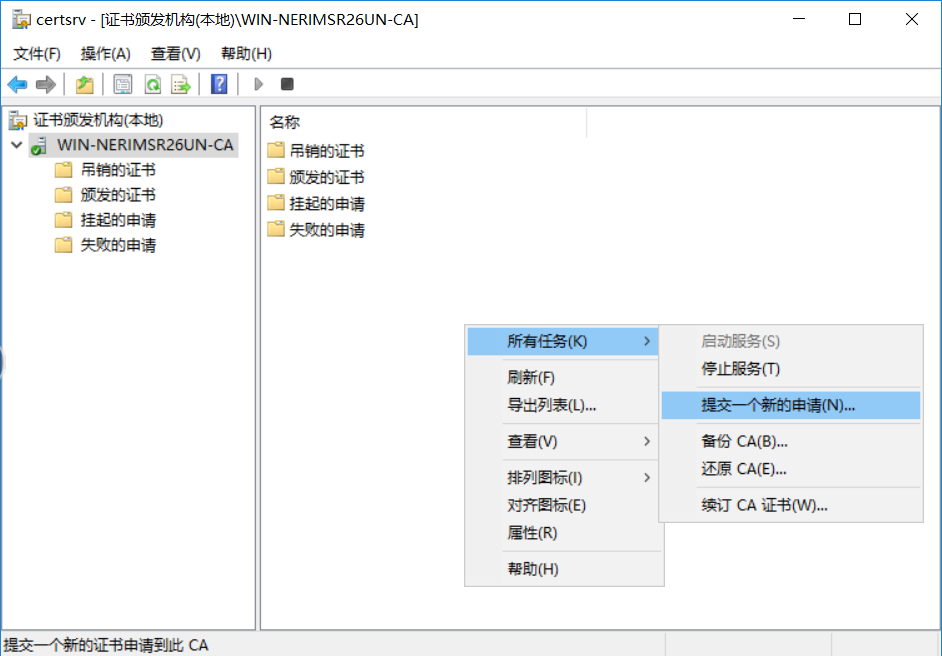 certsrv - [证书颁发机构(本地)\WIN-NERIMSR26UN-CA]
文件(F) 操作(A) 查看(V) 帮助(H)
证书颁发机构(本地)
WIN-NERIMSR26UN-CA
吊销的证书
颁发的证书
挂起的申请
失败的申请
名称
吊销的证书
颁发的证书
挂起的申请
失败的申请
所有任务(K)
刷新(F)
导出列表(L)...
查看(V)
排列图标(I)
对齐图标(E)
属性(R)
帮助(H)
启动服务(S)
停止服务(T)
提交一个新的申请(N)...
备份 CA(B)...
还原 CA(E)...
续订 CA 证书(W)...
提交一个新的证书申请到此 CA